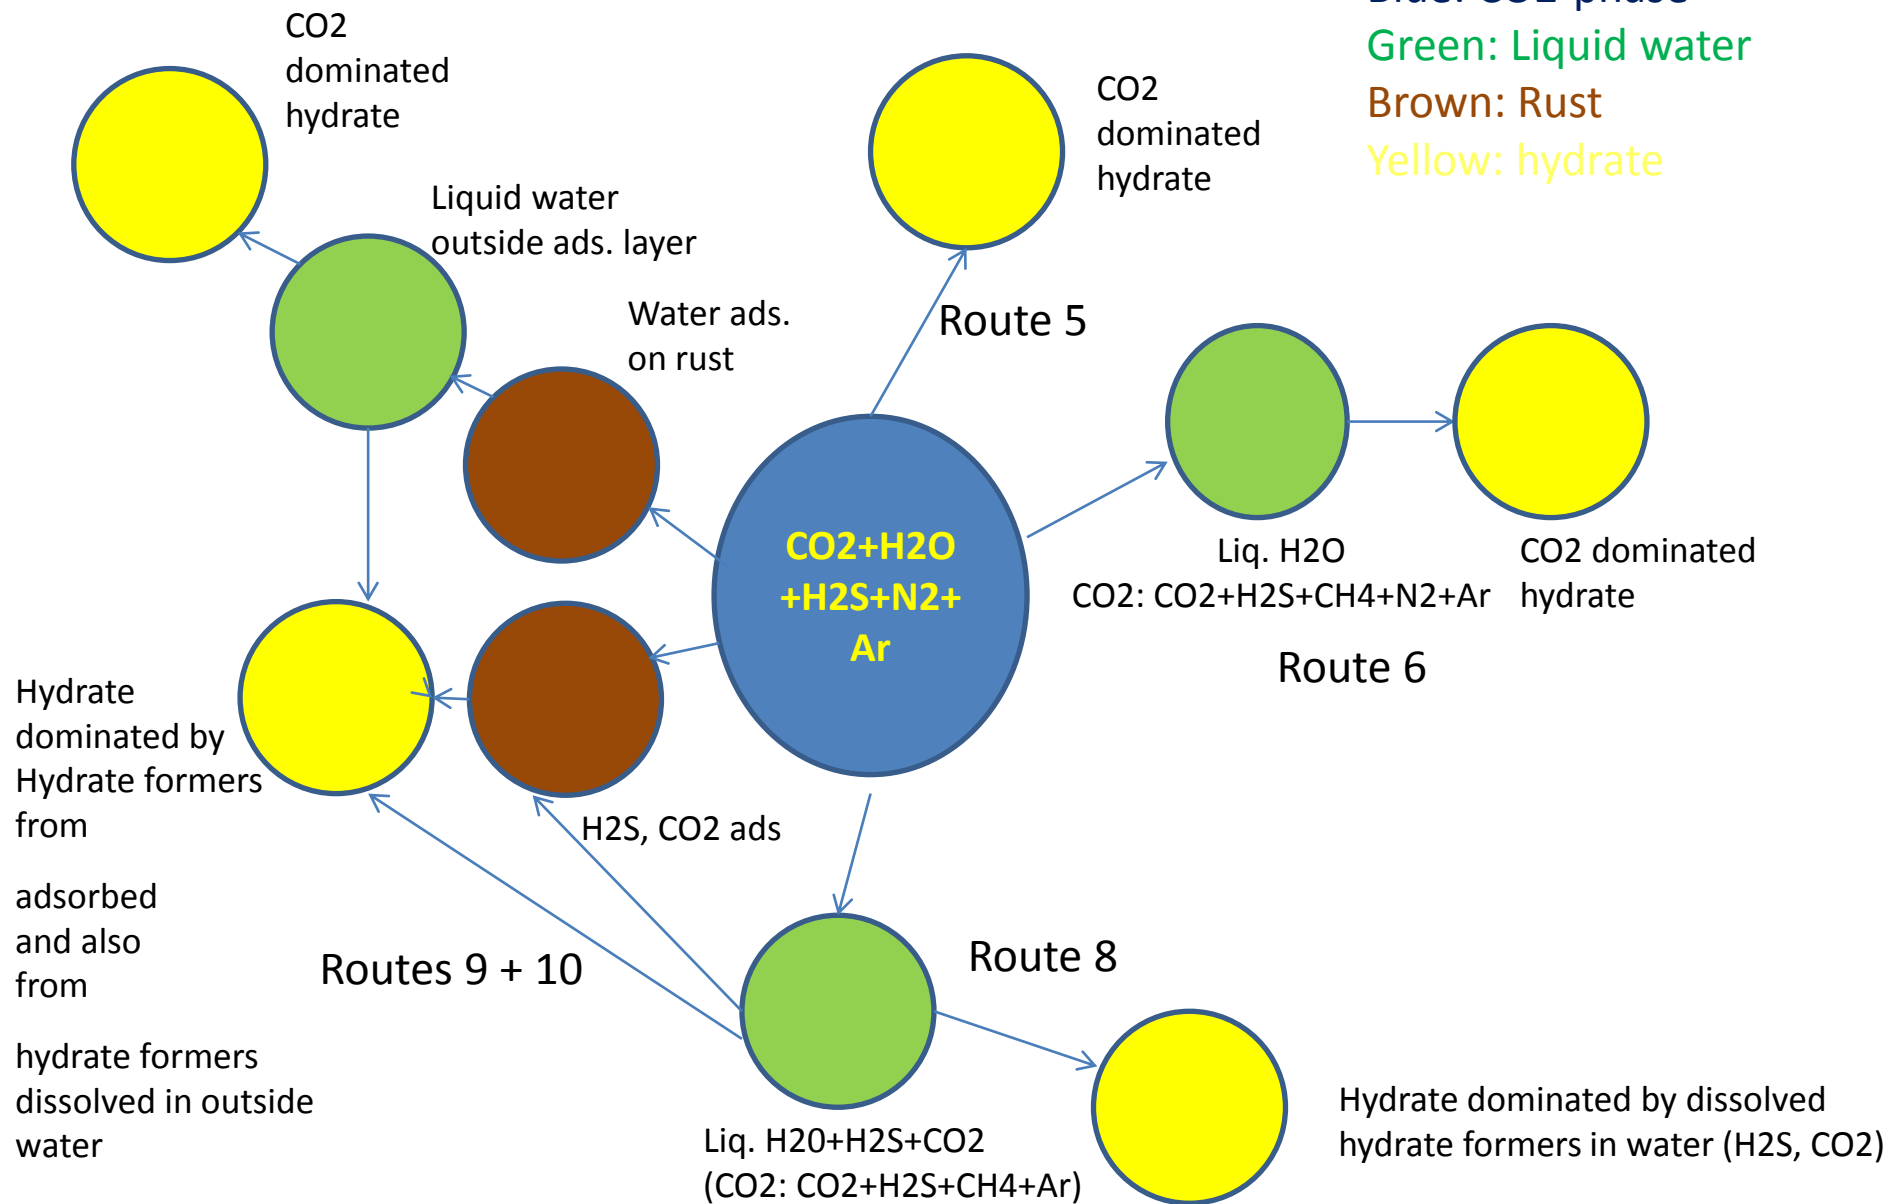 Blue: CO2-phase
Green: Liquid water
Brown: Rust
Yellow: hydrate
CO2
dominated
hydrate
CO2
dominated
hydrate
Liquid water
outside ads. layer
Water ads.
on rust
Route 5
CO2+H2O
+H2S+N2+
Ar
Liq. H2O
CO2: CO2+H2S+CH4+N2+Ar
CO2 dominated
hydrate
Route 6
Hydrate
dominated by
Hydrate formers
from
adsorbed
and also
from
hydrate formers
dissolved in outside
water
H2S, CO2 ads
Routes 9 + 10
Route 8
Liq. H20+H2S+CO2
(CO2: CO2+H2S+CH4+Ar)
Hydrate dominated by dissolved
hydrate formers in water (H2S, CO2)